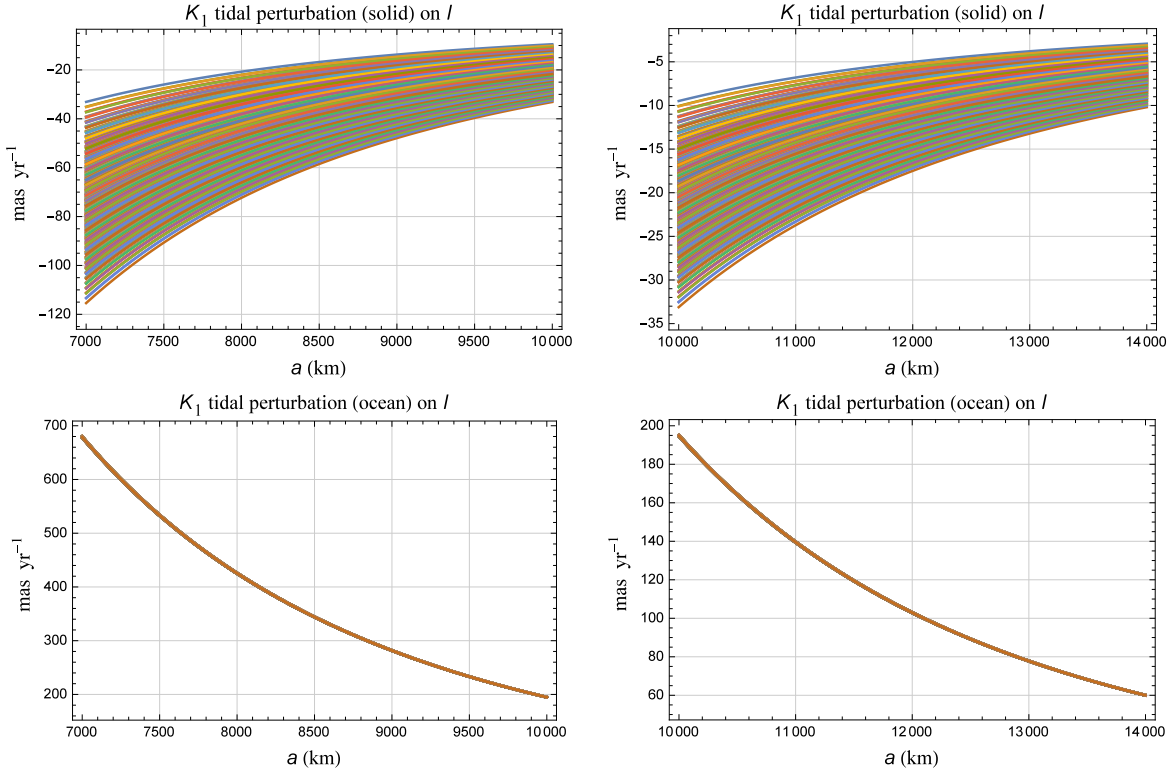 K₁ tidal perturbation (solid) on I
mas yr⁻¹
−20
−40
−60
−80
−100
−120
7000 7500 8000 8500 9000 9500 10000
a (km)
K₁ tidal perturbation (solid) on I
mas yr⁻¹
−5
−10
−15
−20
−25
−30
−35
10000 11000 12000 13000 14000
a (km)
K₁ tidal perturbation (ocean) on I
mas yr⁻¹
700
600
500
400
300
200
7000 7500 8000 8500 9000 9500 10000
a (km)
K₁ tidal perturbation (ocean) on I
mas yr⁻¹
200
180
160
140
120
100
80
60
10000 11000 12000 13000 14000
a (km)